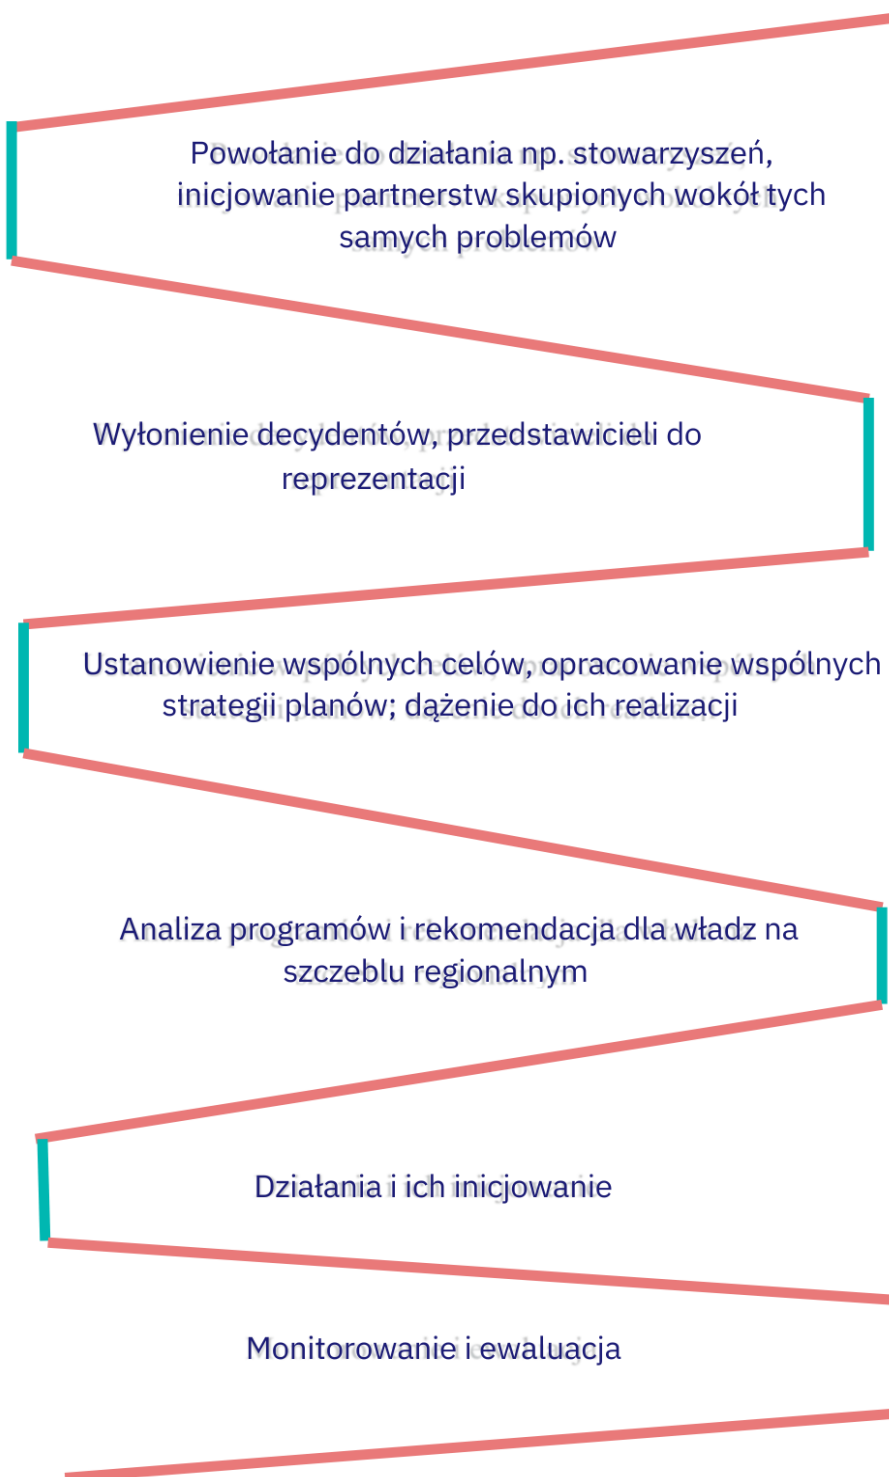 Powołanie do działania np. stowarzyszeń,
inicjowanie partnerstw skupionych wokół tych
samych problemów
Wyłonienie decydentów, przedstawicieli do
reprezentacji
Ustanowienie wspólnych celów, opracowanie wspólnych
strategii planów; dążenie do ich realizacji
Analiza programów i rekomendacja dla władz na
szczeblu regionalnym
Działania i ich inicjowanie
Monitorowanie i ewaluacja